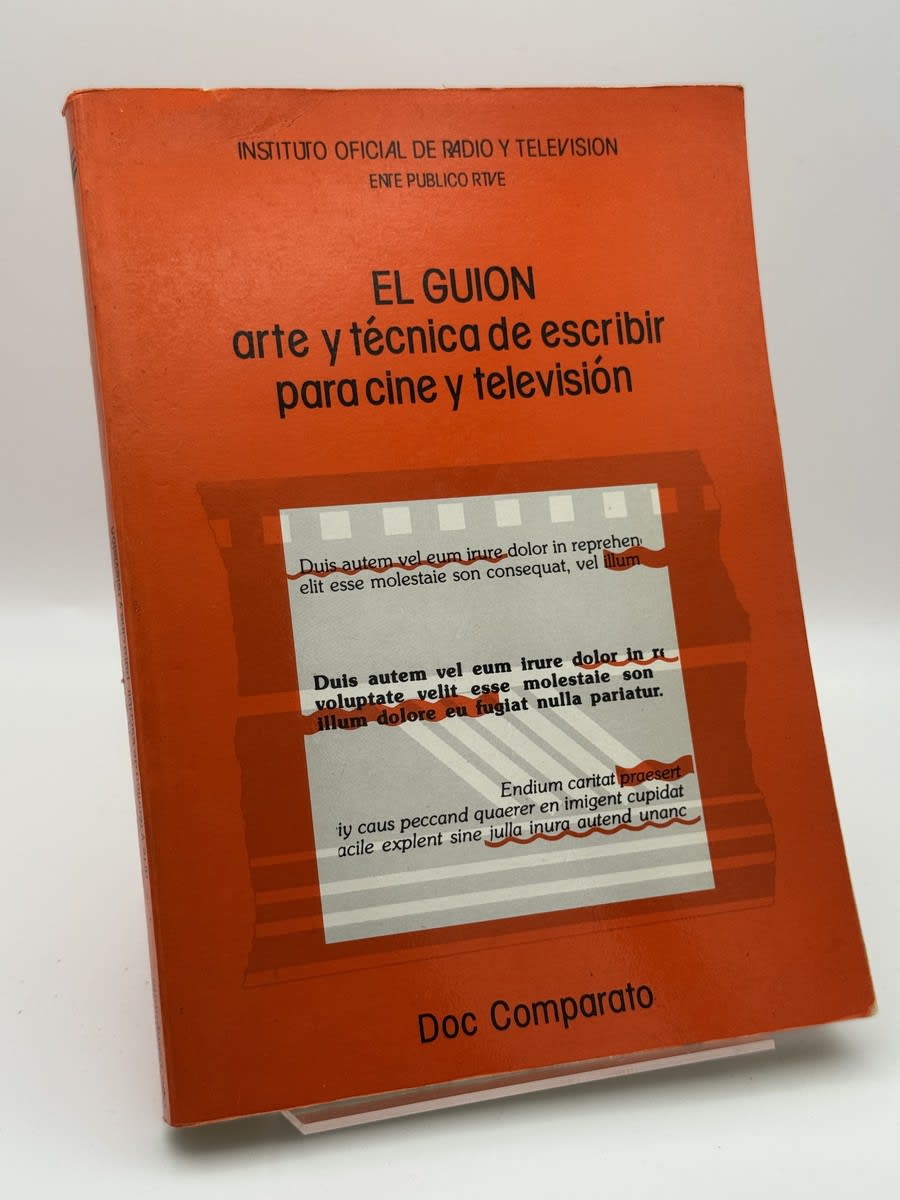 INSTITUTO OFICIAL DE RADIO Y TELEVISION
ENTE PUBLICO RTVE
EL GUION
arte y técnica de escribir
para cine y televisión
Duis autem vel eum irure dolor in reprehen
elit esse molestaie son consequat, vel illum
Duis autem vel eum irure dolor in re
voluptate velit esse molestaie son
illum dolore eu fugiat nulla pariatur.
Endium caritat praesert
iy caus peccand quaerer en imigent cupidat
acile explent sine julla inura autend unanc
Doc Comparato